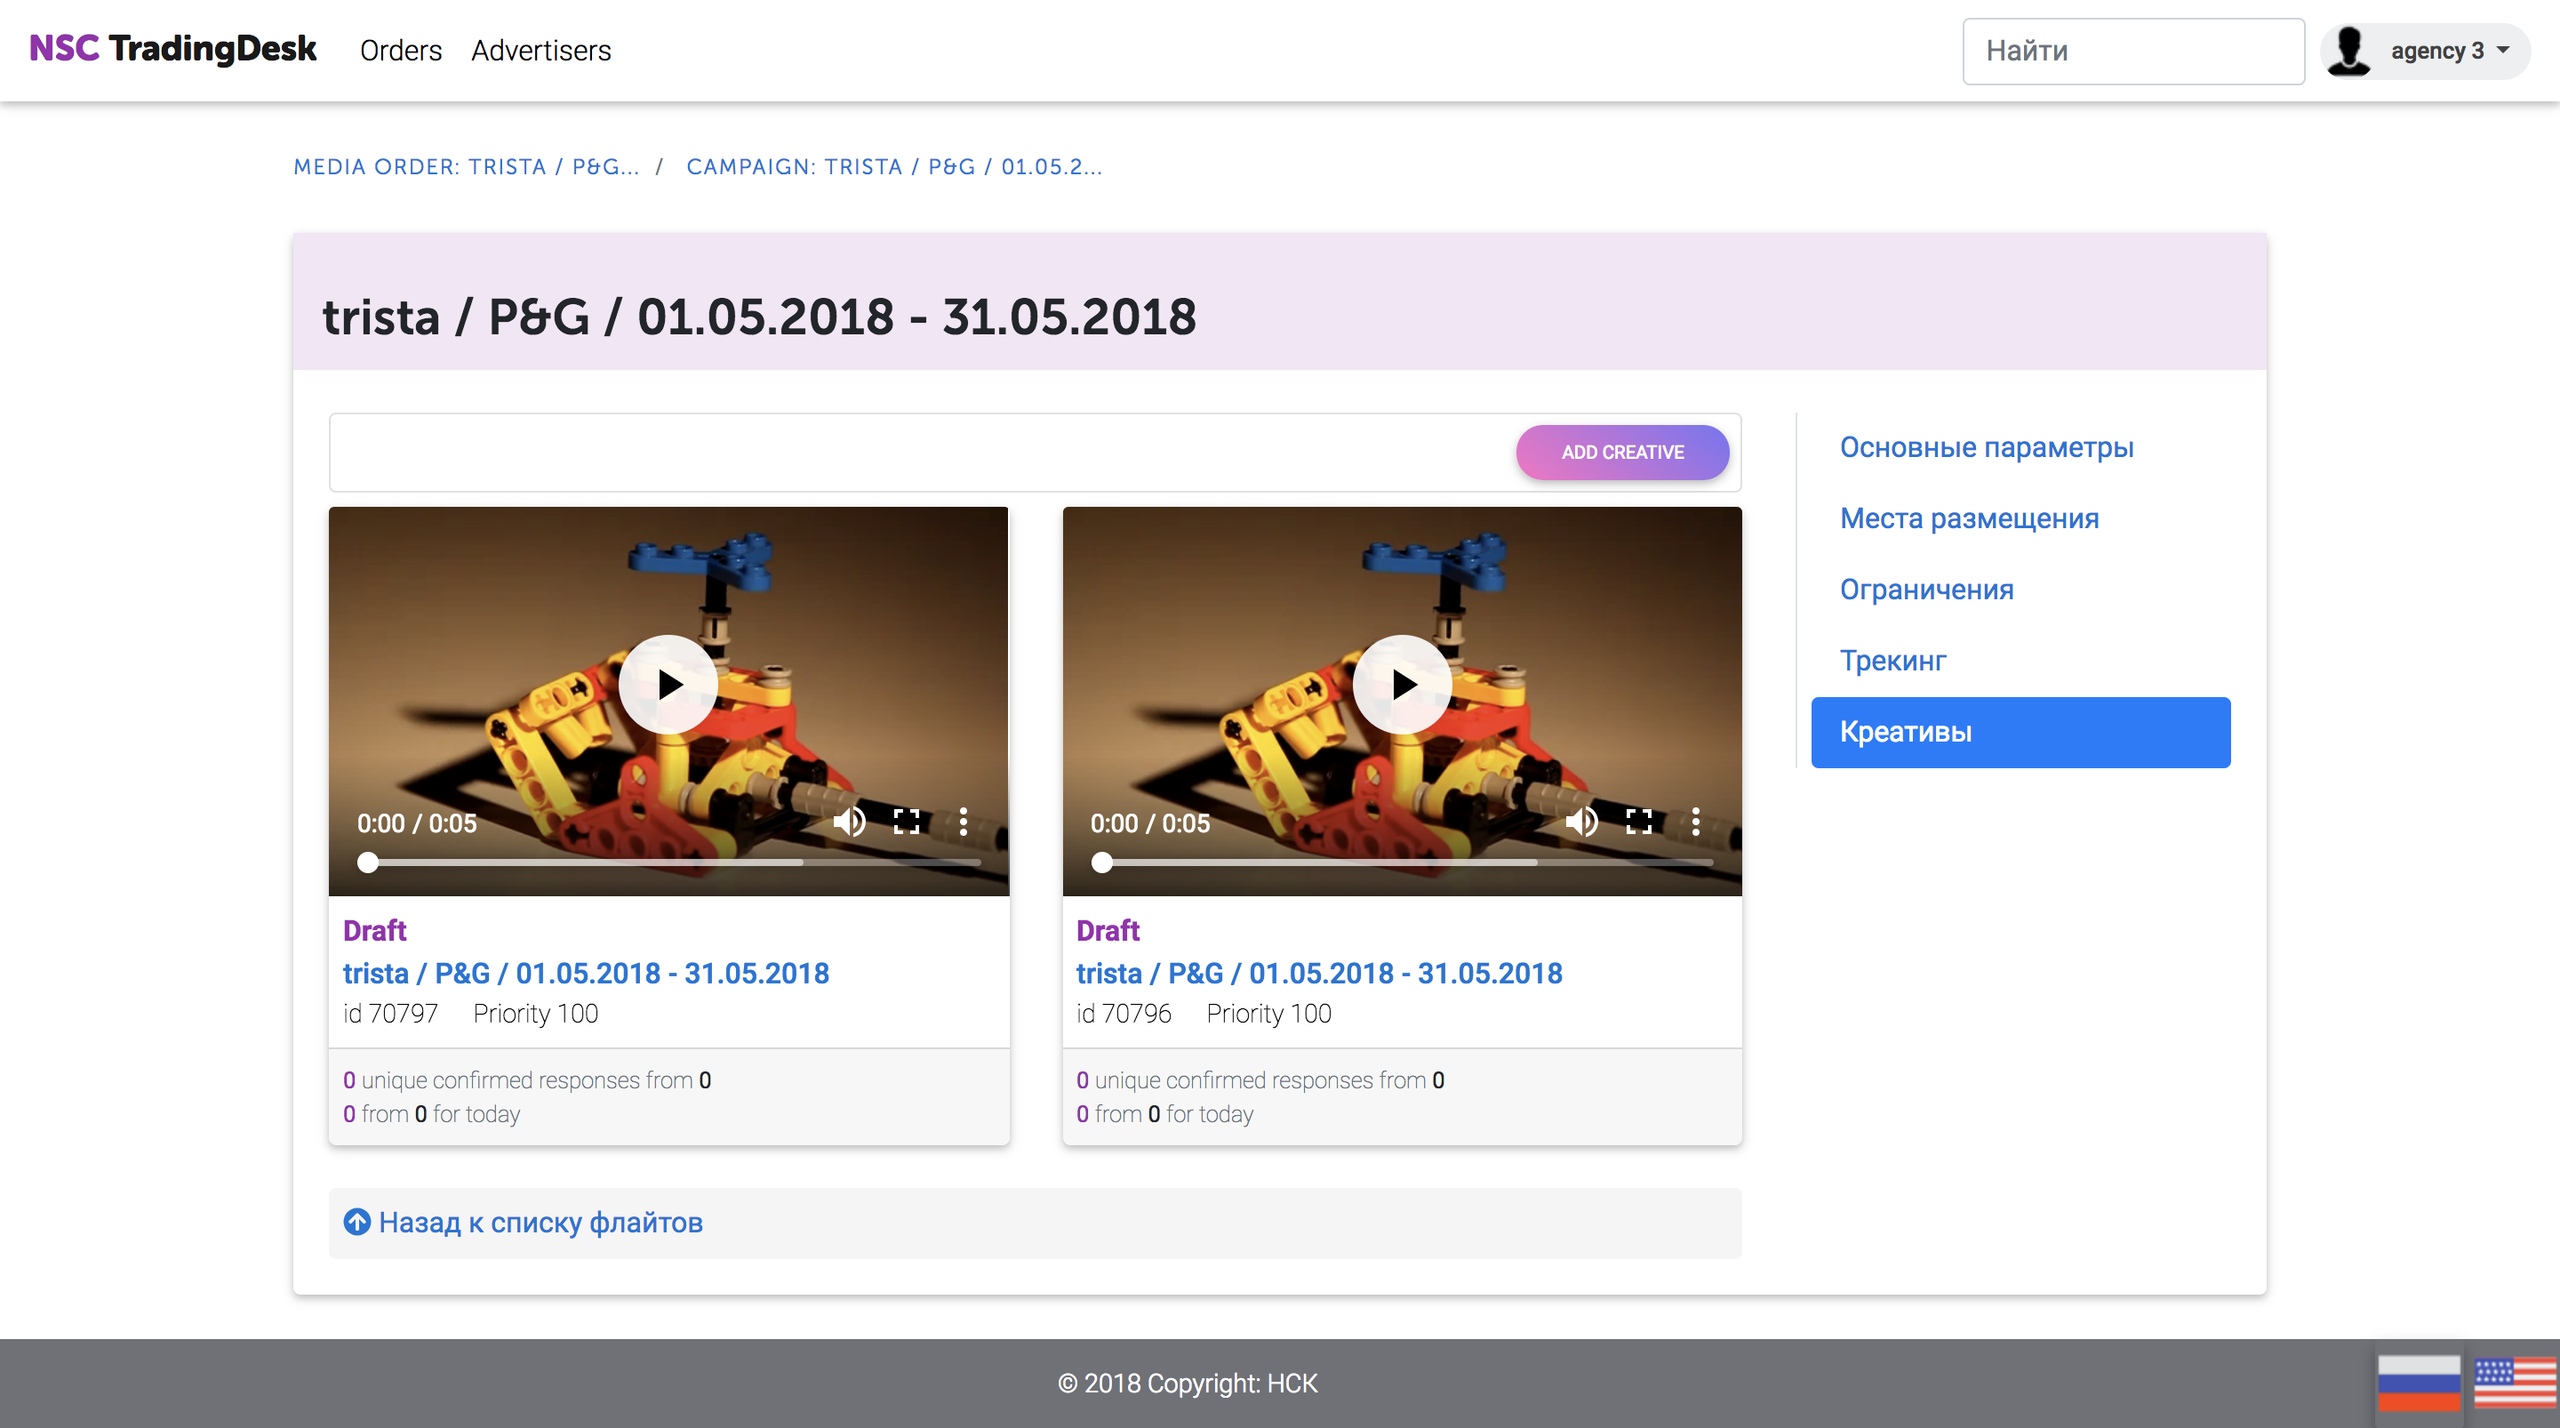 NSC TradingDesk
Orders
Advertisers
Найти
agency 3
MEDIA ORDER: TRISTA / P&G... / CAMPAIGN: TRISTA / P&G / 01.05.2...
trista / P&G / 01.05.2018 - 31.05.2018
ADD CREATIVE
0:00 / 0:05
Draft
trista / P&G / 01.05.2018 - 31.05.2018
id 70797 Priority 100
0 unique confirmed responses from 0
0 from 0 for today
0:00 / 0:05
Draft
trista / P&G / 01.05.2018 - 31.05.2018
id 70796 Priority 100
0 unique confirmed responses from 0
0 from 0 for today
Основные параметры
Места размещения
Ограничения
Трекинг
Креативы
Назад к списку флайтов
© 2018 Copyright: НСК